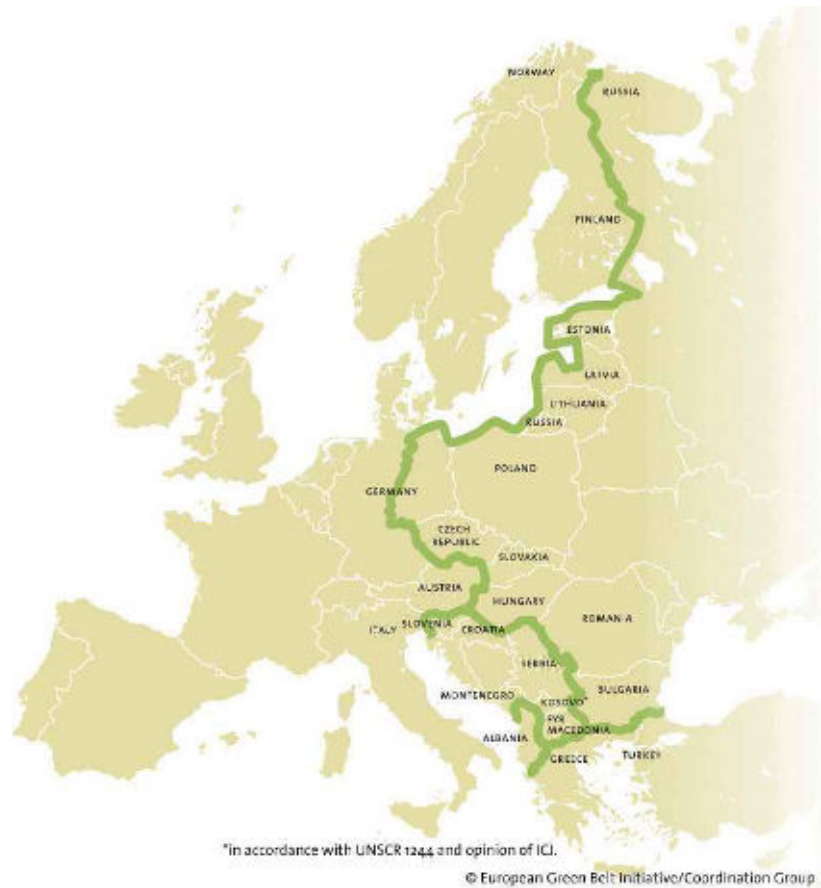 NORWAY
RUSSIA
FINLAND
ESTONIA
LATVIA
LITHUANIA
RUSSIA
POLAND
GERMANY
CZECH
REPUBLIC
SLOVAKIA
AUSTRIA
HUNGARY
ROMANIA
ITALY
SLOVENIA
CROATIA
SERBIA
BULGARIA
MONTENEGRO
KOSOVO*
FYR
MACEDONIA
ALBANIA
GREECE
TURKEY
*in accordance with UNSCR 1244 and opinion of ICJ.
© European Green Belt Initiative/Coordination Group